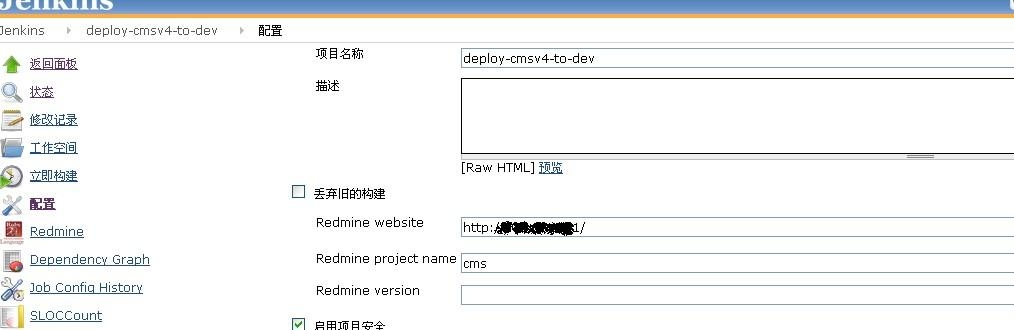 Jenkins
Jenkins deploy-cmsv4-to-dev 配置
返回面板
状态
修改记录
工作空间
立即构建
配置
Redmine
Dependency Graph
Job Config History
SLOCCount
项目名称 deploy-cmsv4-to-dev
描述
[Raw HTML] 预览
丢弃旧的构建
Redmine website http:/ 1/
Redmine project name cms
Redmine version
启用项目安全